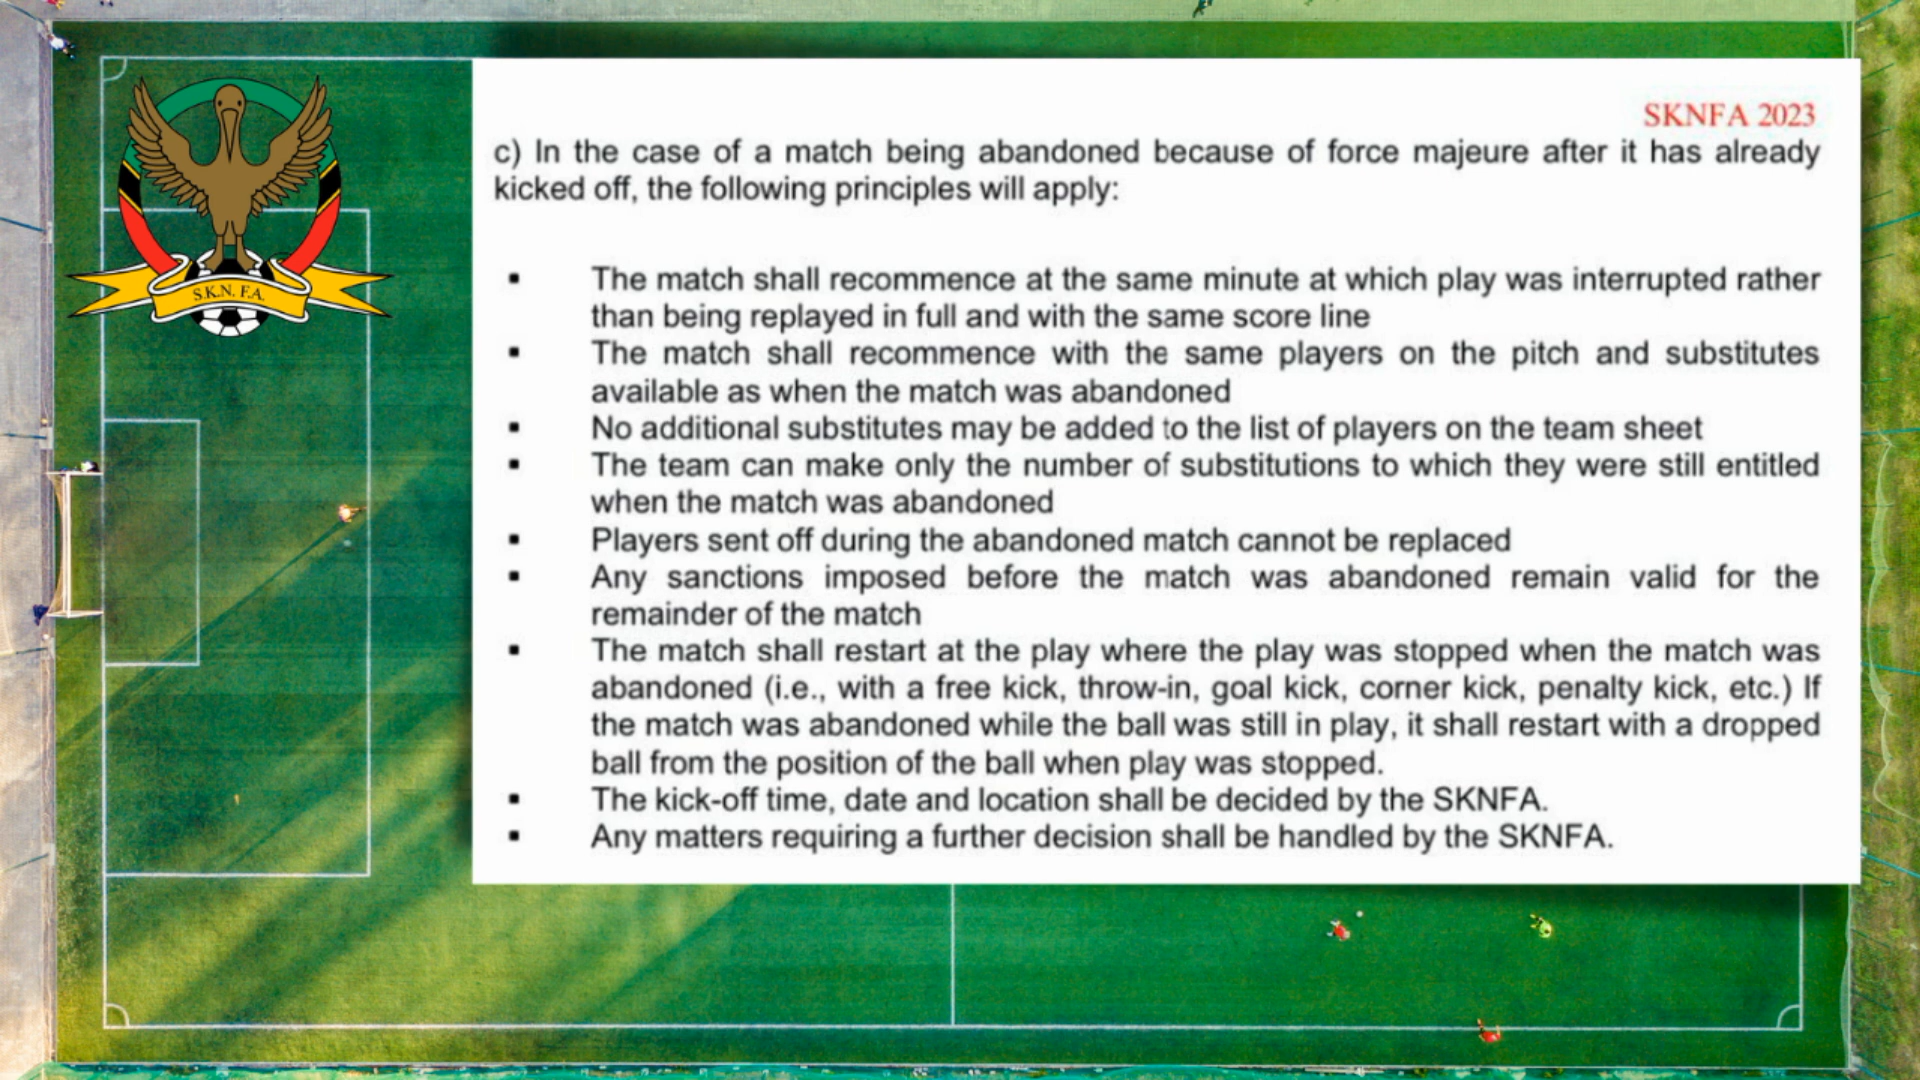 SKNFA 2023
c) In the case of a match being abandoned because of force majeure after it has already
kicked off, the following principles will apply:
▪ The match shall recommence at the same minute at which play was interrupted rather
than being replayed in full and with the same score line
▪ The match shall recommence with the same players on the pitch and substitutes
available as when the match was abandoned
▪ No additional substitutes may be added to the list of players on the team sheet
▪ The team can make only the number of substitutions to which they were still entitled
when the match was abandoned
▪ Players sent off during the abandoned match cannot be replaced
▪ Any sanctions imposed before the match was abandoned remain valid for the
remainder of the match
▪ The match shall restart at the play where the play was stopped when the match was
abandoned (i.e., with a free kick, throw-in, goal kick, corner kick, penalty kick, etc.) If
the match was abandoned while the ball was still in play, it shall restart with a dropped
ball from the position of the ball when play was stopped.
▪ The kick-off time, date and location shall be decided by the SKNFA.
▪ Any matters requiring a further decision shall be handled by the SKNFA.
S.K.N. F.A.